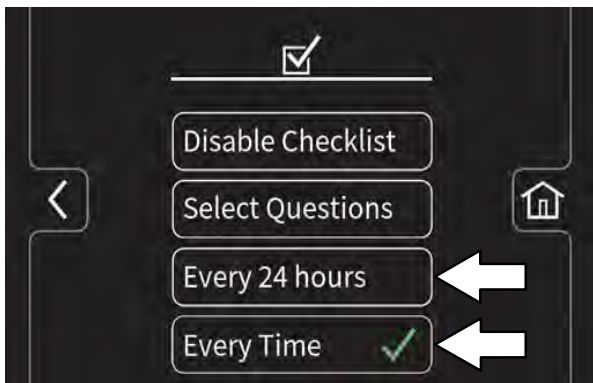 Disable Checklist
Select Questions
Every 24 hours
Every Time